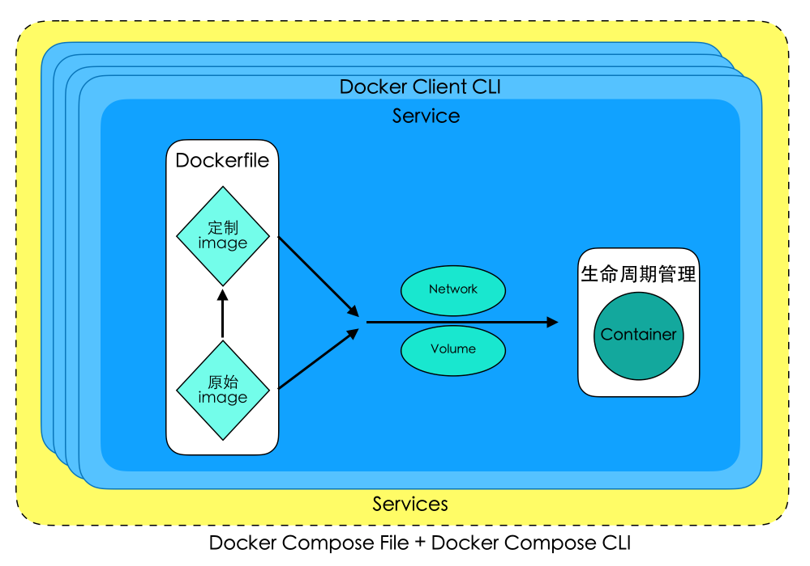 Docker Client CLI
Service
Dockerfile
定制
image
原始
image
Network
Volume
生命周期管理
Container
Services
Docker Compose File + Docker Compose CLI